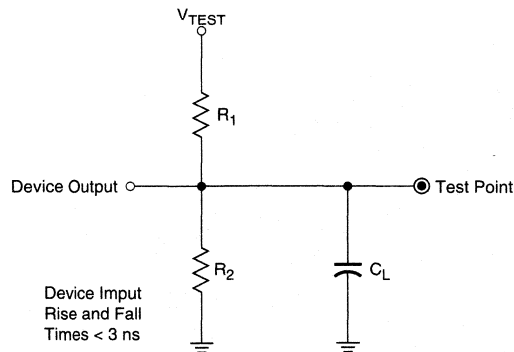 VTEST
R1
Device Output
Test Point
R2
CL
Device Imput
Rise and Fall
Times < 3 ns